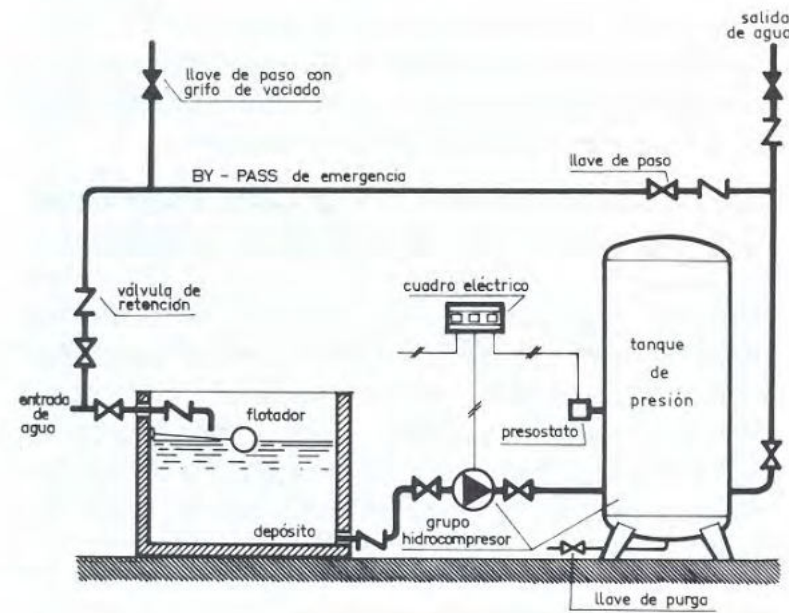 salida
de agua
llave de paso con
grifo de vaciado
llave de paso
BY - PASS de emergencia
válvula de
retención
cuadro eléctrico
tanque
de
presión
entrada
de
agua
flotador
presostato
depósito
grupo
hidrocompresor
llave de purga